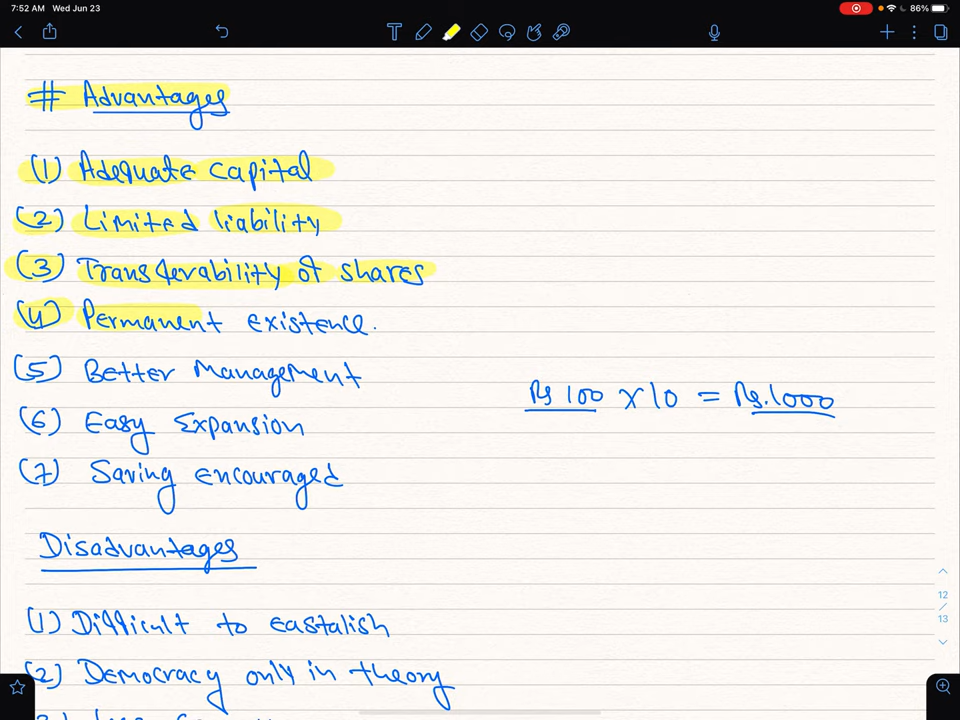 7:52 AM Wed Jun 23
86%
# Advantages
(1) Adequate capital
(2) Limited liability
(3) Transferability of shares
(4) Permanent existence.
(5) Better Management
Rs 100 x 10 = Rs. 1000
(6) Easy Expansion
(7) Saving encouraged
Disadvantages
12
/
13
(1) Difficult to eastalish
(2) Democracy only in theory